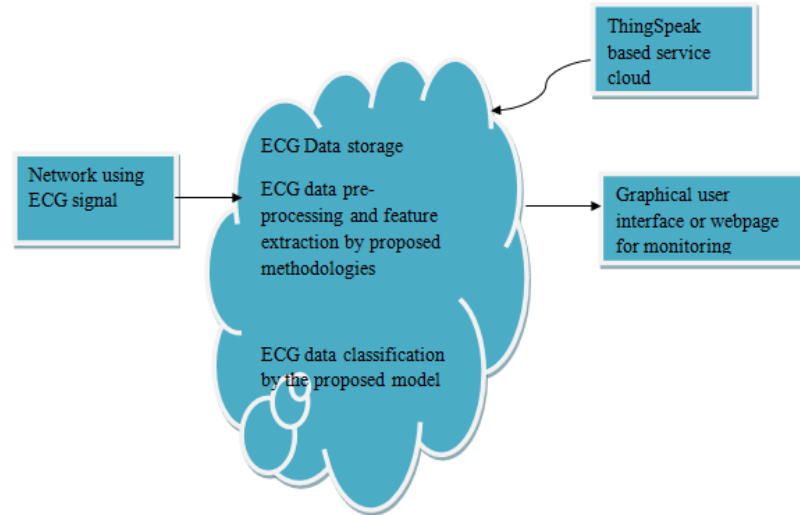 ThingSpeak
based service
cloud
ECG Data storage
Network using
ECG signal
ECG data pre-
processing and feature
extraction by proposed
methodologies
Graphical user
interface or webpage
for monitoring
ECG data classification
by the proposed model